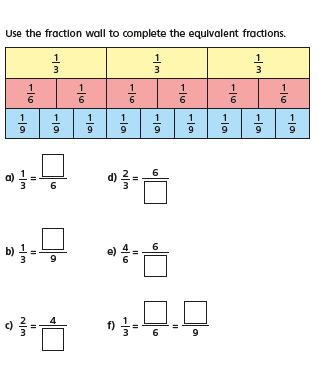 Use the fraction wall to complete the equivalent fractions.
1/3 1/3 1/3
1/6 1/6 1/6 1/6 1/6 1/6
1/9 1/9 1/9 1/9 1/9 1/9 1/9 1/9 1/9
a) 1/3 = /6
d) 2/3 = 6/
b) 1/3 = /9
e) 4/6 = 6/
c) 2/3 = 4/
f) 1/3 = /6 = /9